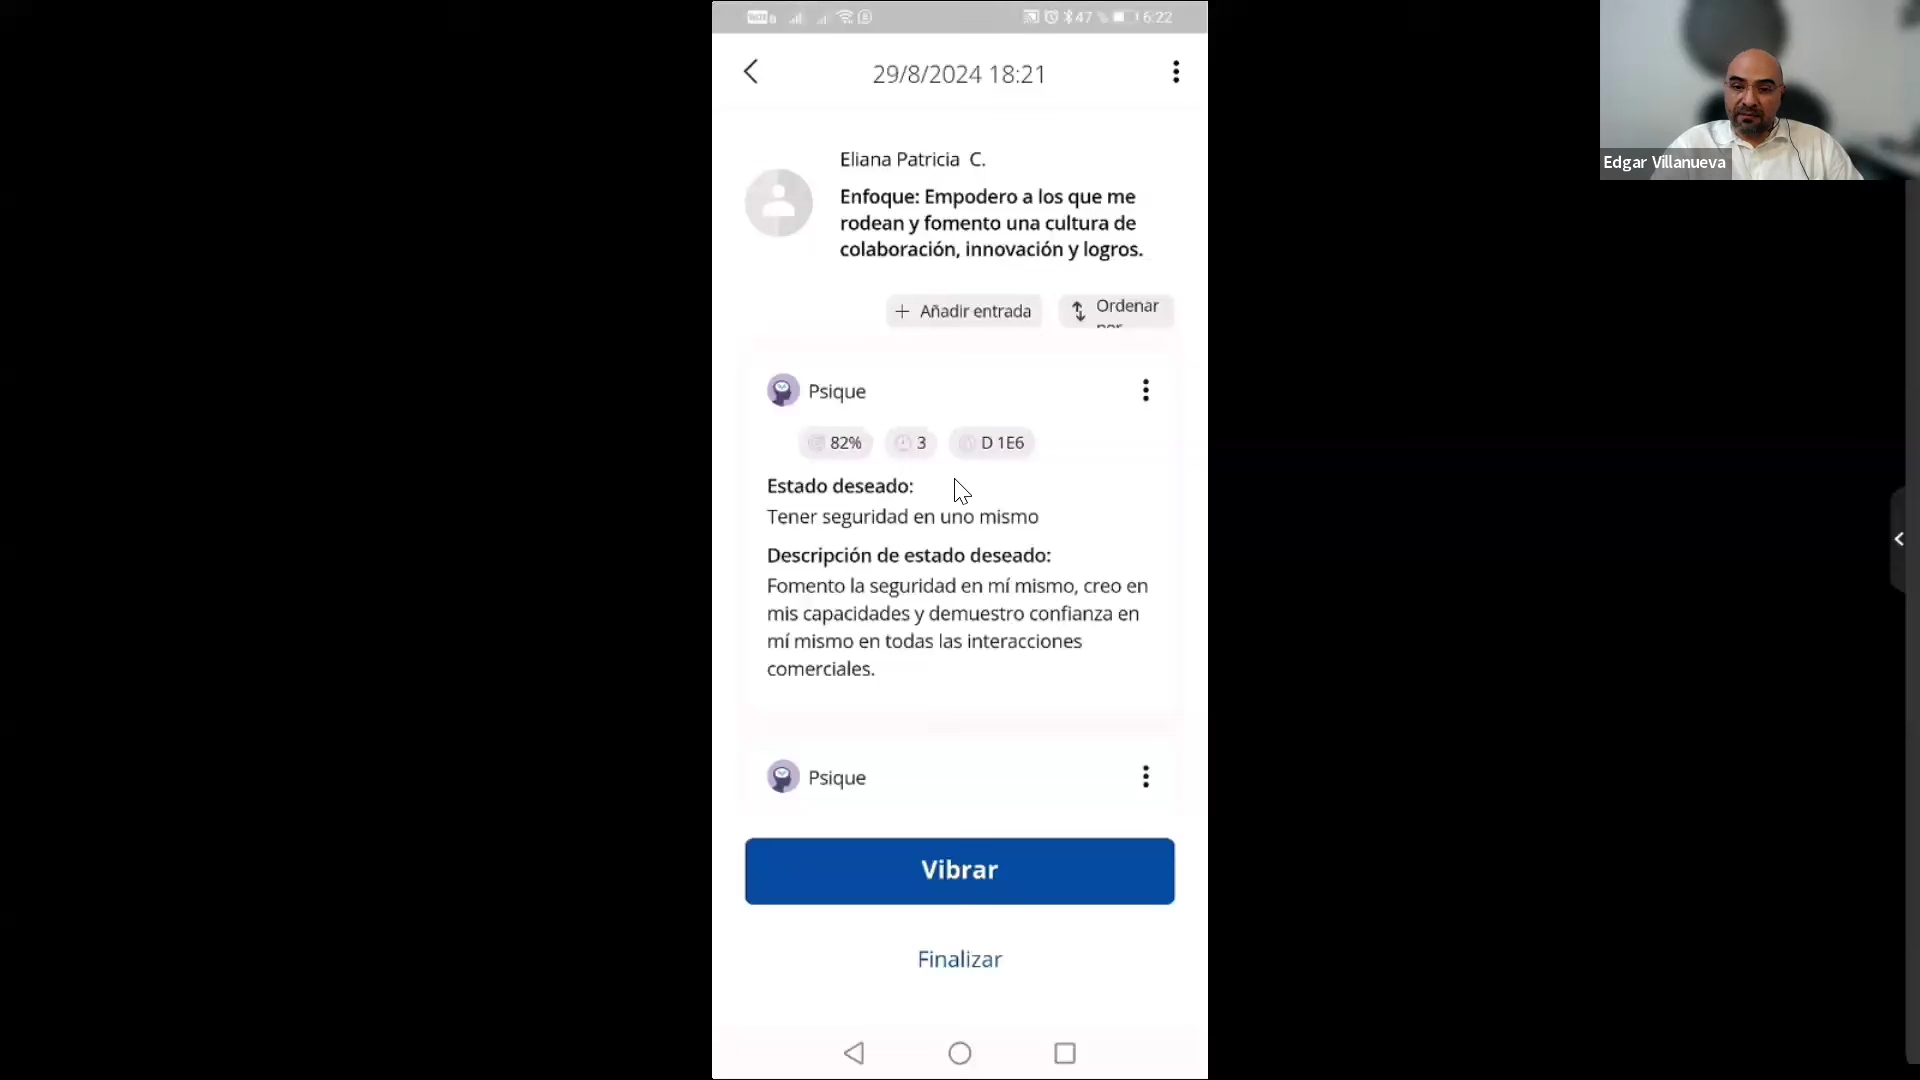 6:22
47
29/8/2024 18:21
Eliana Patricia C.
Enfoque: Empodero a los que me
rodean y fomento una cultura de
colaboración, innovación y logros.
+ Añadir entrada
Ordenar
por
Psique
82%
3
D 1E6
Estado deseado:
Tener seguridad en uno mismo
Descripción de estado deseado:
Fomento la seguridad en mí mismo, creo en
mis capacidades y demuestro confianza en
mí mismo en todas las interacciones
comerciales.
Psique
Vibrar
Finalizar
Edgar Villanueva